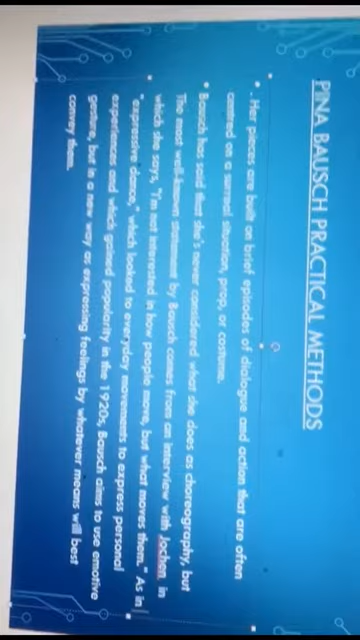 PINA BAUSCH PRACTICAL METHODS
• . Her pieces are built on brief episodes of dialogue and action that are often
centred on a surreal situation, prop, or costume.
• Bausch has said that she's never considered what she does as choreography, but
The most well-known statement by Bausch comes from an interview with Jochen, in
which she says, "I'm not interested in how people move, but what moves them." As in
"expressive dance," which looked to everyday movements to express personal
experiences and which gained popularity in the 1920s, Bausch aims to use emotive
gesture, but in a new way as expressing feelings by whatever means will best
convey them.